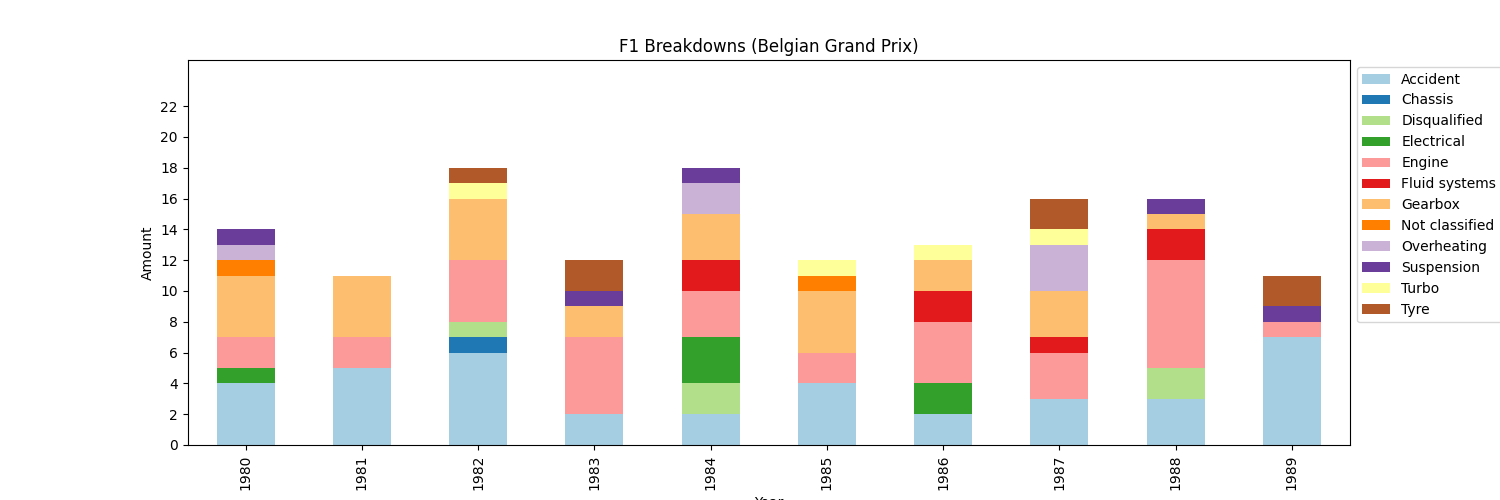 F1 Breakdowns (Belgian Grand Prix)
Amount
22
20
18
16
14
12
10
8
6
4
2
0
1980
1981
1982
1983
1984
1985
1986
1987
1988
1989
Accident
Chassis
Disqualified
Electrical
Engine
Fluid systems
Gearbox
Not classified
Overheating
Suspension
Turbo
Tyre